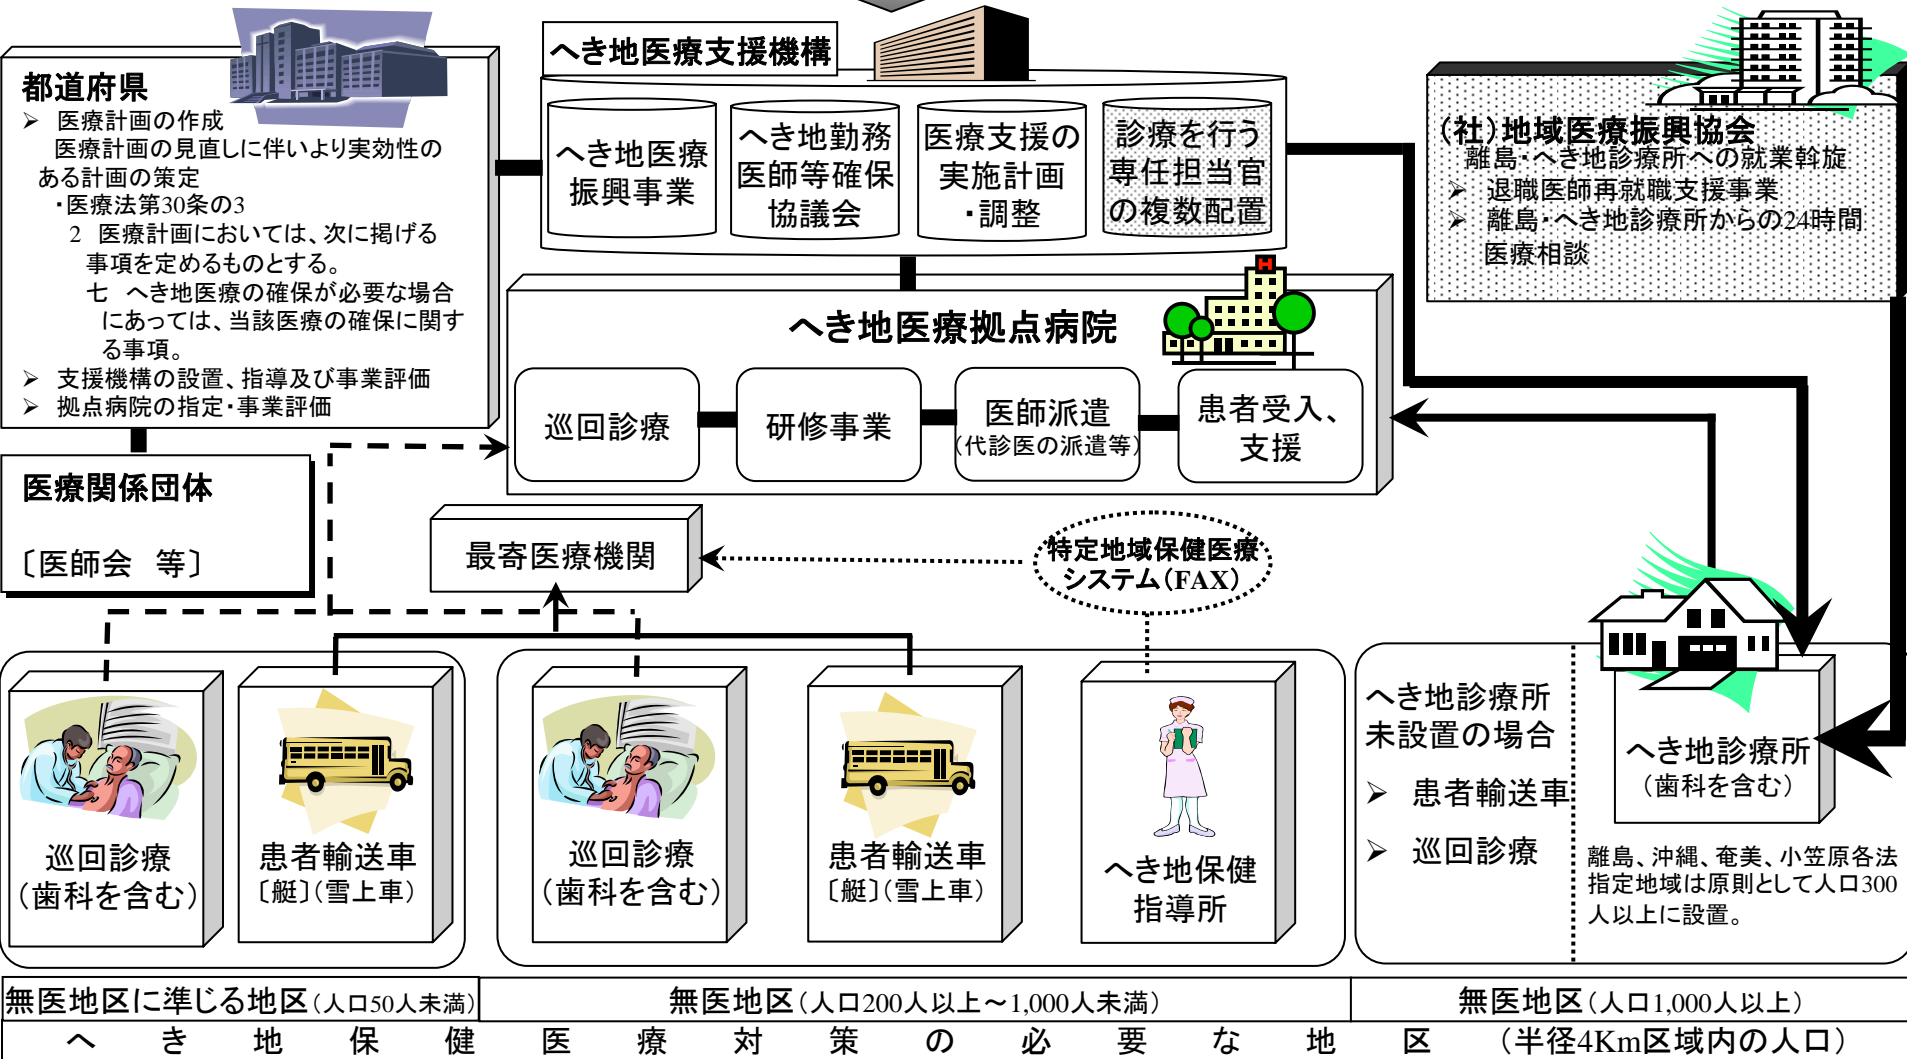 都道府県
➢ 医療計画の作成
医療計画の見直しに伴いより実効性の
ある計画の策定
・医療法第30条の3
2 医療計画においては、次に掲げる
事項を定めるものとする。
七 へき地医療の確保が必要な場合
にあっては、当該医療の確保に関す
る事項。
➢ 支援機構の設置、指導及び事業評価
➢ 拠点病院の指定・事業評価
医療関係団体
〔医師会 等〕
へき地医療支援機構
へき地医療
振興事業
へき地勤務
医師等確保
協議会
医療支援の
実施計画
・調整
診療を行う
専任担当官
の複数配置
(社)地域医療振興協会
離島・へき地診療所への就業斡旋
➢ 退職医師再就職支援事業
➢ 離島・へき地診療所からの24時間
医療相談
へき地医療拠点病院
H
巡回診療
研修事業
医師派遣
(代診医の派遣等)
患者受入、
支援
最寄医療機関
特定地域保健医療
システム(FAX)
巡回診療
(歯科を含む)
患者輸送車
〔艇〕(雪上車)
巡回診療
(歯科を含む)
患者輸送車
〔艇〕(雪上車)
へき地保健
指導所
へき地診療所
未設置の場合
➢ 患者輸送車
➢ 巡回診療
へき地診療所
(歯科を含む)
離島、沖縄、奄美、小笠原各法
指定地域は原則として人口300
人以上に設置。
無医地区に準じる地区(人口50人未満)
無医地区(人口200人以上～1,000人未満)
無医地区(人口1,000人以上)
へき地保健医療対策の必要な地区 (半径4Km区域内の人口)